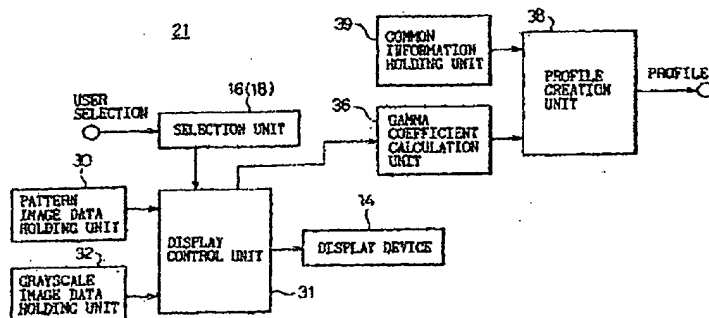 21
39
COMMON
INFORMATION
HOLDING UNIT
38
PROFILE
CREATION
UNIT
PROFILE
USER
SELECTION
16(18)
SELECTION UNIT
36
GAMMA
COEFFICIENT
CALCULATION
UNIT
30
PATTERN
IMAGE DATA
HOLDING UNIT
DISPLAY
CONTROL UNIT
31
14
DISPLAY DEVICE
32
GRAYSCALE
IMAGE DATA
HOLDING UNIT